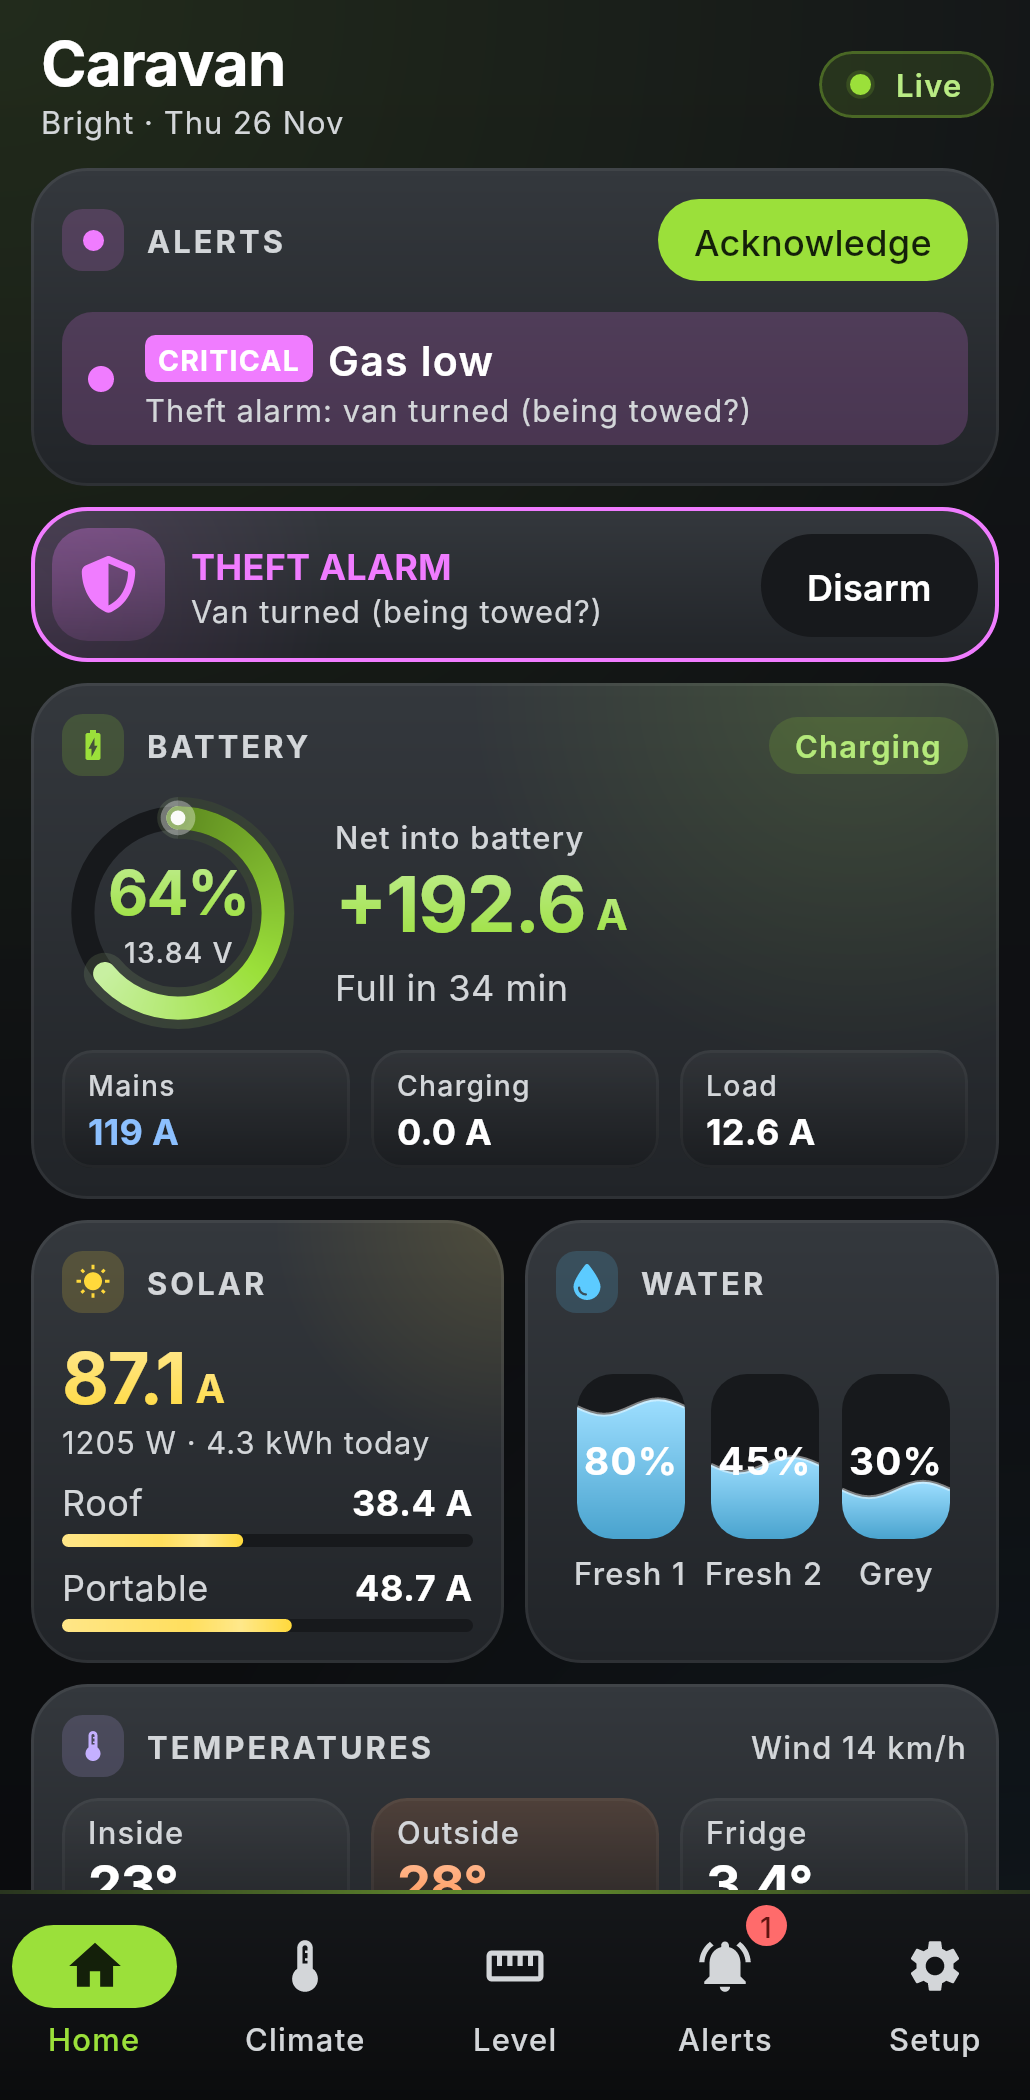 Caravan
Bright · Thu 26 Nov
Live
ALERTS
Acknowledge
CRITICAL Gas low
Theft alarm: van turned (being towed?)
THEFT ALARM
Van turned (being towed?)
Disarm
BATTERY
Charging
64%
13.84 V
Net into battery
+192.6 A
Full in 34 min
Mains
119 A
Charging
0.0 A
Load
12.6 A
SOLAR
87.1 A
1205 W · 4.3 kWh today
Roof 38.4 A
Portable 48.7 A
WATER
80% 45% 30%
Fresh 1 Fresh 2 Grey
TEMPERATURES
Wind 14 km/h
Inside
23°
Outside
28°
Fridge
3.4°
1
Home Climate Level Alerts Setup